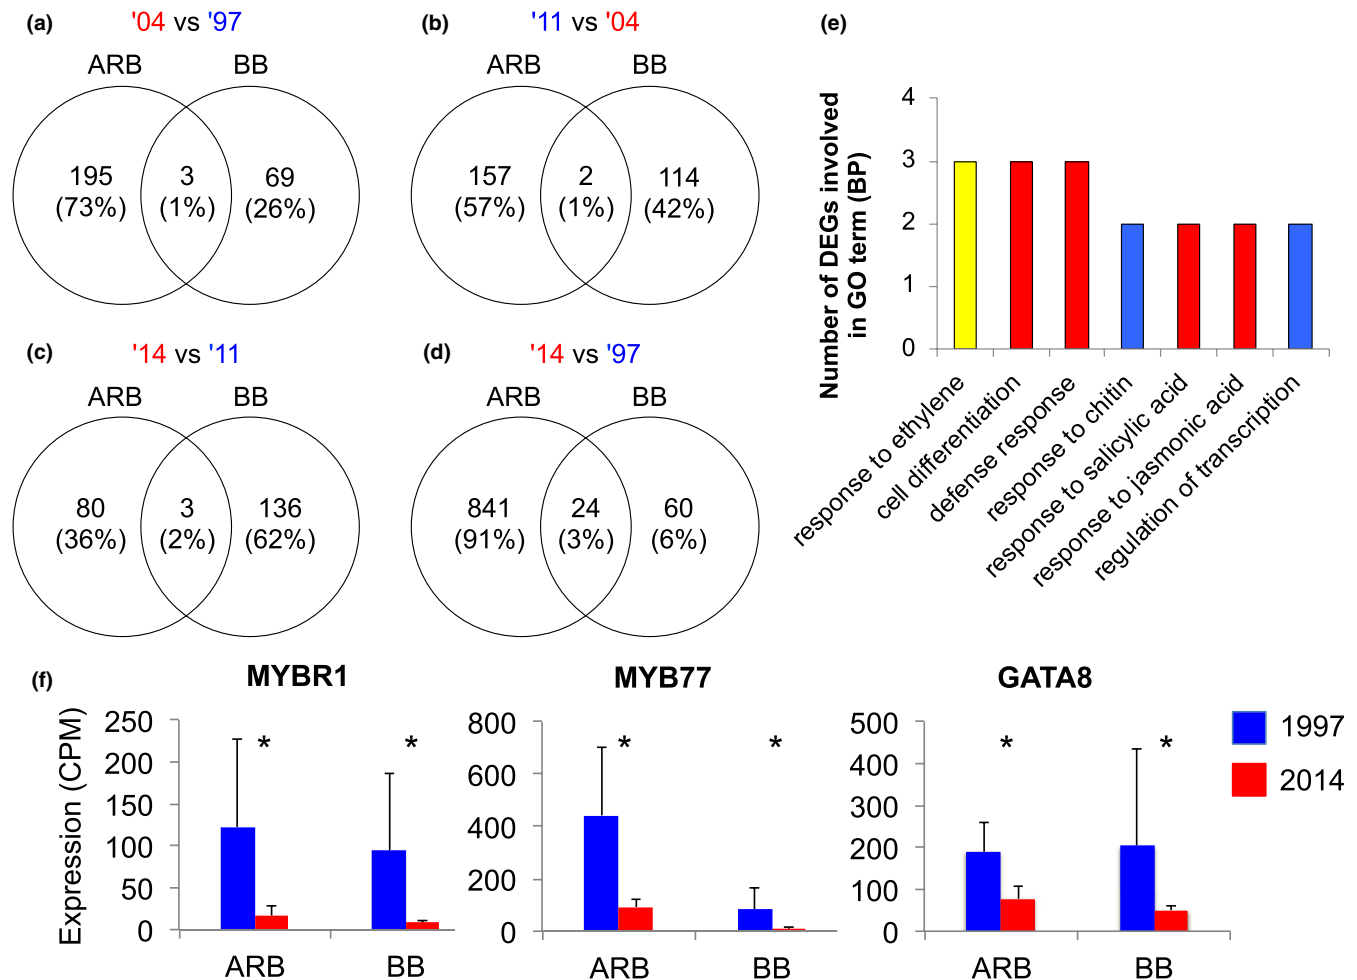 (a) '04 vs '97
ARB BB
195 3 69
(73%) (1%) (26%)
(b) '11 vs '04
ARB BB
157 2 114
(57%) (1%) (42%)
(c) '14 vs '11
ARB BB
80 3 136
(36%) (2%) (62%)
(d) '14 vs '97
ARB BB
841 24 60
(91%) (3%) (6%)
(e)
Number of DEGs involved
in GO term (BP)
4
3
2
1
0
response to ethylene
cell differentiation
defense response
response to chitin
response to salicylic acid
response to jasmonic acid
regulation of transcription
(f)
MYBR1
Expression (CPM)
250
200
150
100
50
0
* *
ARB BB
MYB77
800
600
400
200
0
* *
ARB BB
GATA8
500
400
300
200
100
0
* *
ARB BB
1997
2014